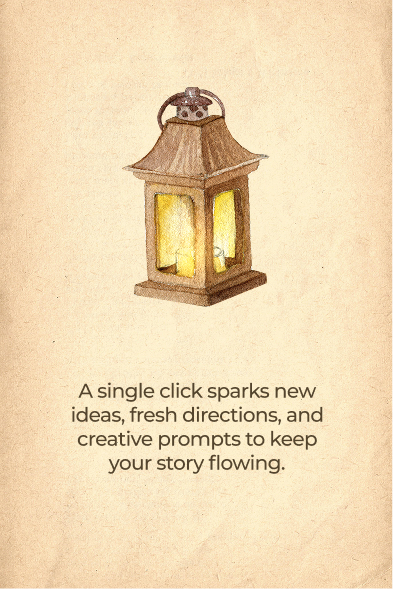 A single click sparks new
ideas, fresh directions, and
creative prompts to keep
your story flowing.